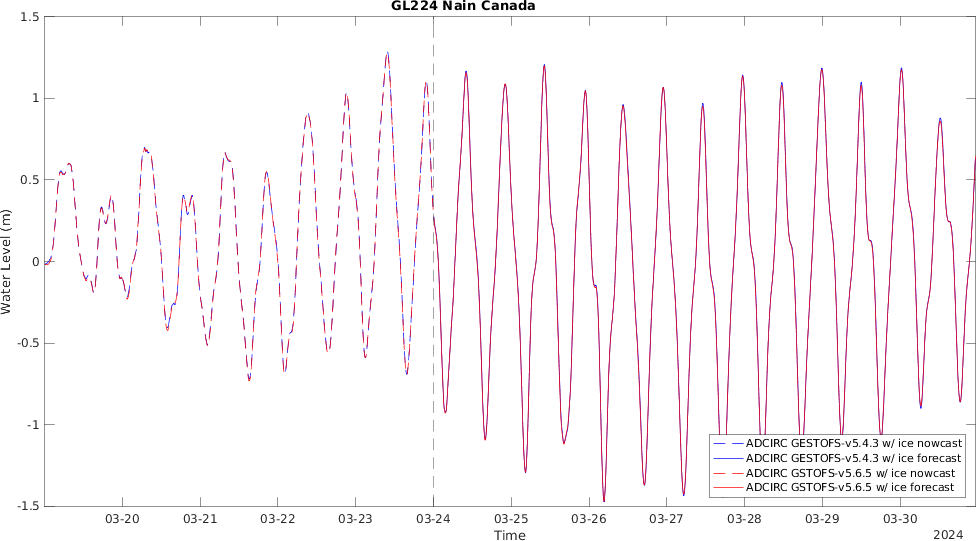 GL224 Nain Canada
1.5
1
0.5
0
-0.5
-1
-1.5
Water Level (m)
03-20 03-21 03-22 03-23 03-24 03-25 03-26 03-27 03-28 03-29 03-30
Time
2024
ADCIRC GESTOFS-v5.4.3 w/ ice nowcast
ADCIRC GESTOFS-v5.4.3 w/ ice forecast
ADCIRC GSTOFS-v5.6.5 w/ ice nowcast
ADCIRC GSTOFS-v5.6.5 w/ ice forecast